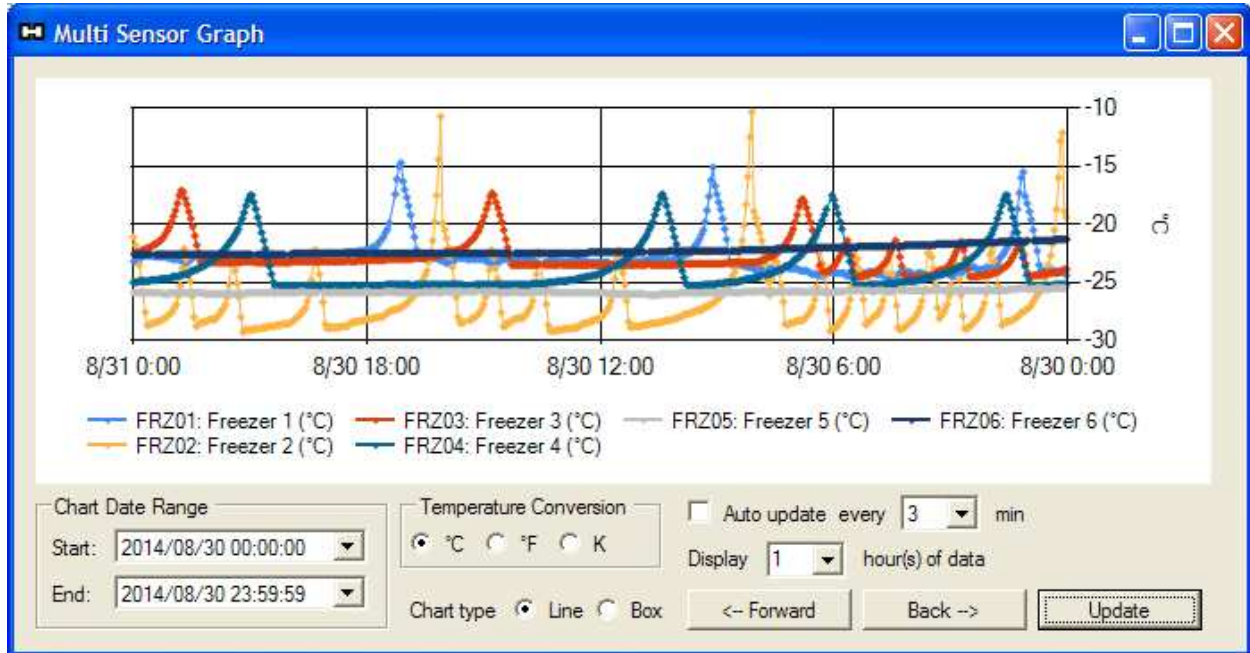 Multi Sensor Graph
-10
-15
-20
-25
-30
°C
8/31 0:00 8/30 18:00 8/30 12:00 8/30 6:00 8/30 0:00
FRZ01: Freezer 1 (°C) FRZ03: Freezer 3 (°C) FRZ05: Freezer 5 (°C) FRZ06: Freezer 6 (°C)
FRZ02: Freezer 2 (°C) FRZ04: Freezer 4 (°C)
Chart Date Range Temperature Conversion Auto update every 3 min
Start: 2014/08/30 00:00:00 °C °F K
Display 1 hour(s) of data
End: 2014/08/30 23:59:59
Chart type Line Box <-- Forward Back --> Update